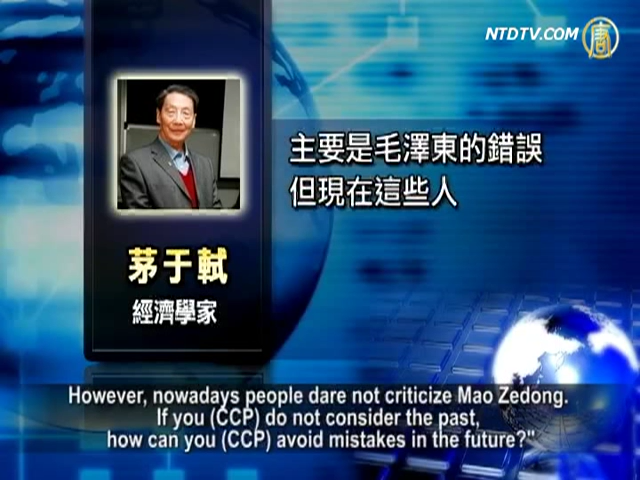 NTDTV.COM 唐
主要是毛澤東的錯誤
但現在這些人
茅于軾
經濟學家
However, nowadays people dare not criticize Mao Zedong.
If you (CCP) do not consider the past,
how can you (CCP) avoid mistakes in the future?"